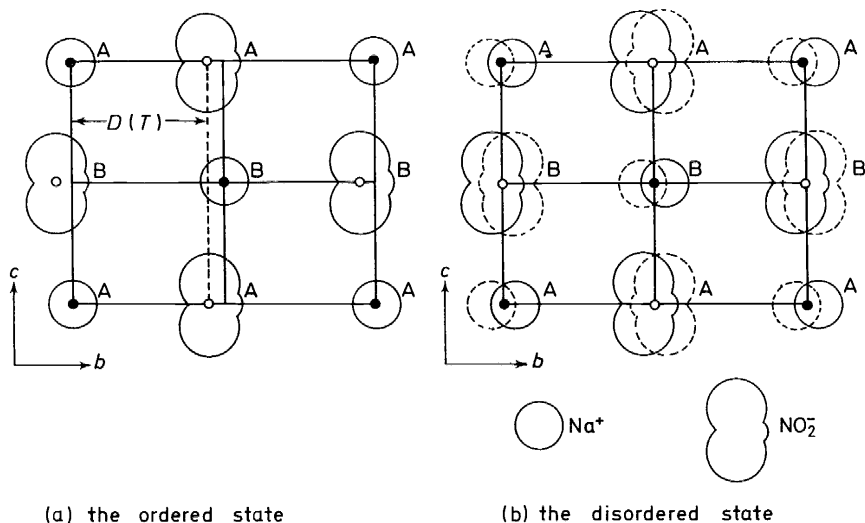 A A A A A A
D(T)
B B B B B B
c c
A A A A A A
b b
Na⁺
NO₂⁻
(a) the ordered state (b) the disordered state